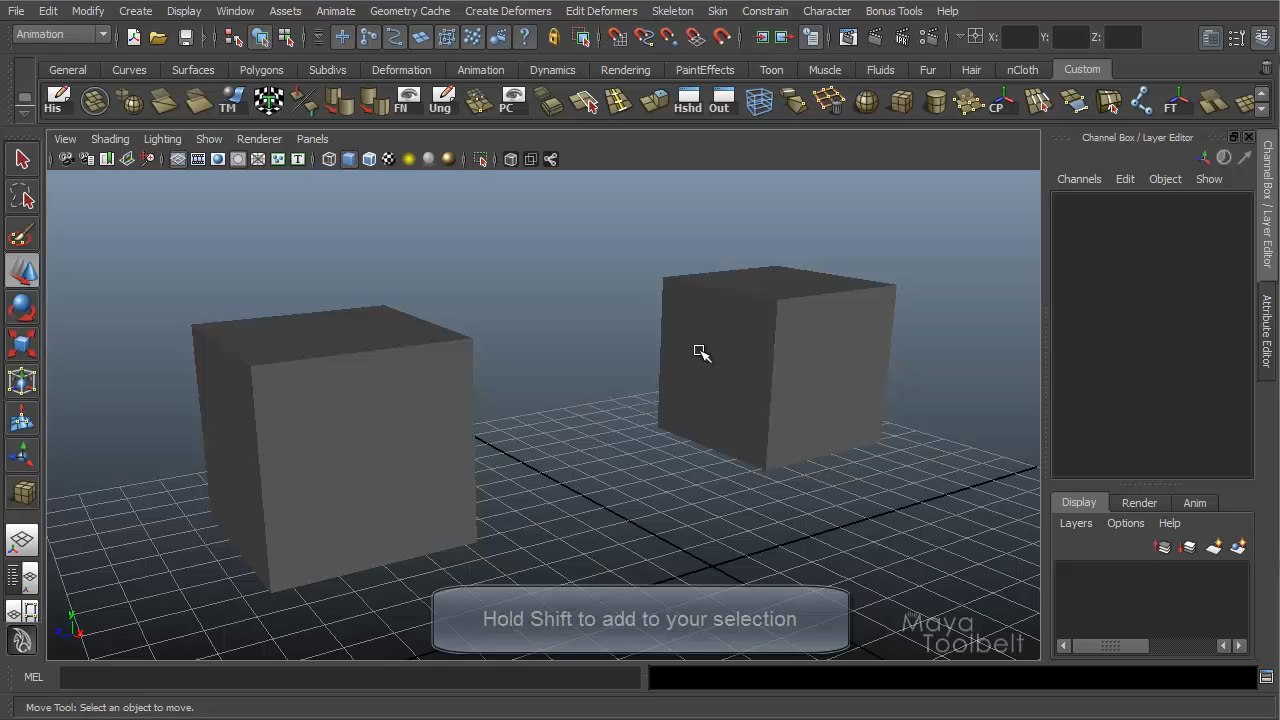 File Edit Modify Create Display Window Assets Animate Geometry Cache Create Deformers Edit Deformers Skeleton Skin Constrain Character Bonus Tools Help
Animation X: Y: Z:
General Curves Surfaces Polygons Subdivs Deformation Animation Dynamics Rendering PaintEffects Toon Muscle Fluids Fur Hair nCloth Custom
His TM FN Ung PC Hshd Out CP FT
View Shading Lighting Show Renderer Panels
Channel Box / Layer Editor
Channels Edit Object Show
Channel Box / Layer Editor
Attribute Editor
Display Render Anim
Layers Options Help
Hold Shift to add to your selection
Maya
Toolbelt
y
x
MEL
Move Tool: Select an object to move.